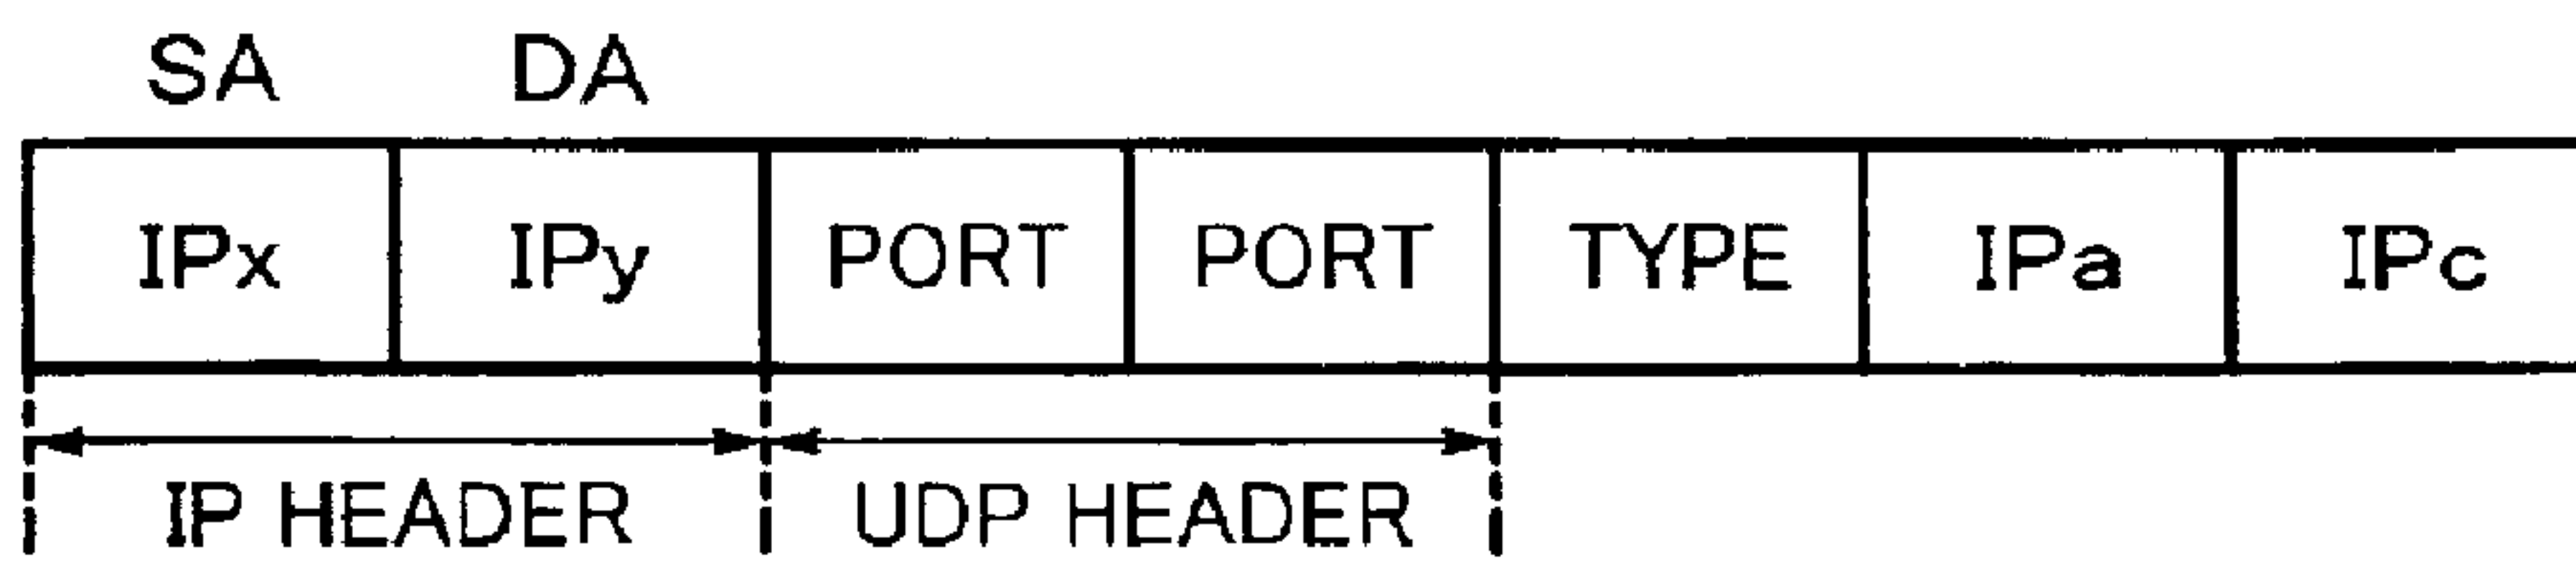 SA DA
IPx IPy PORT PORT TYPE IPa IPc
IP HEADER UDP HEADER